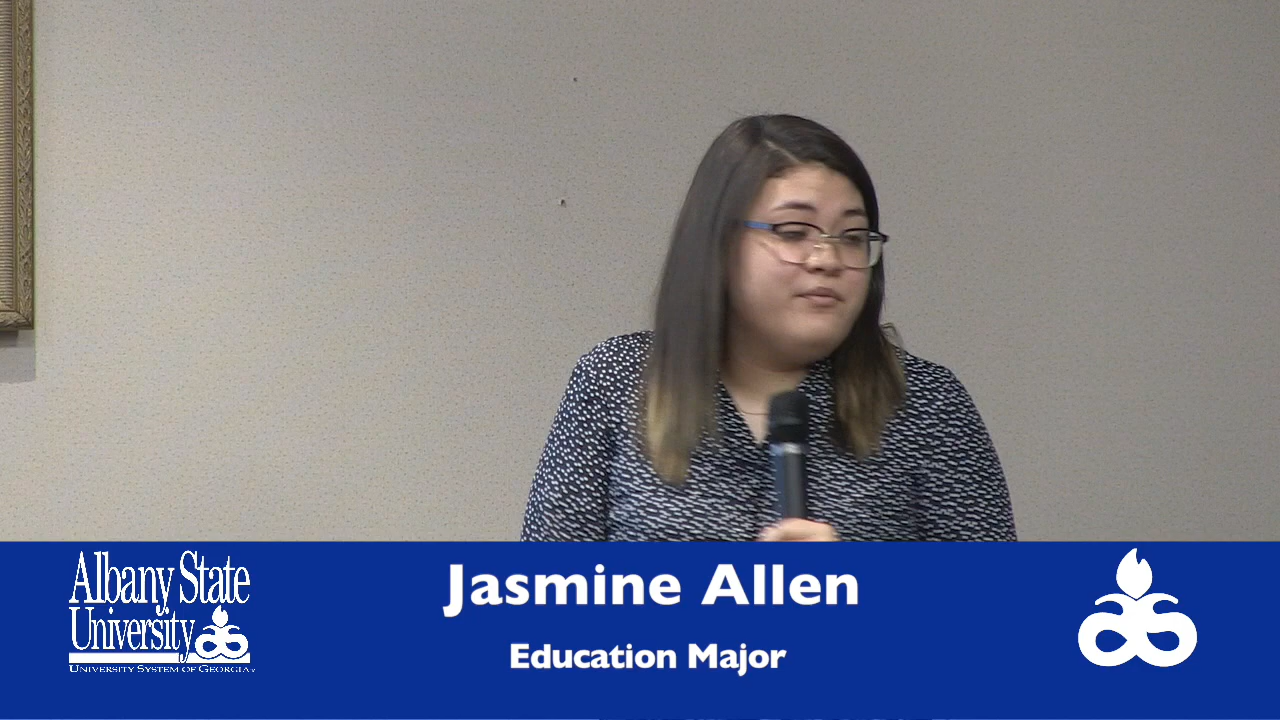 Albany State
University
UNIVERSITY SYSTEM OF GEORGIA
Jasmine Allen
Education Major